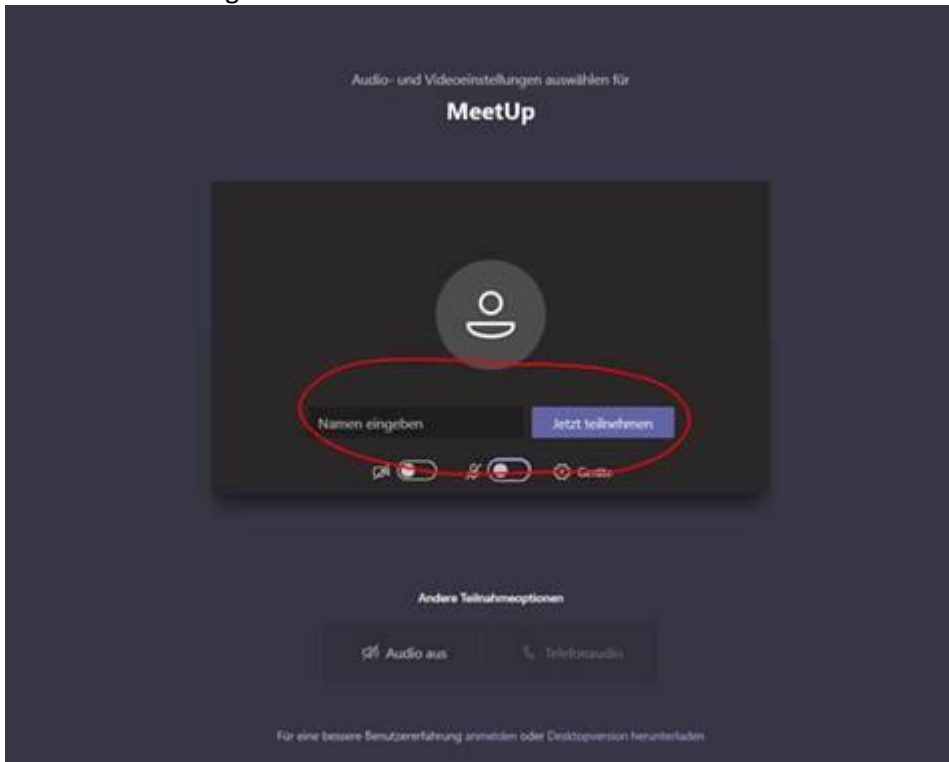 Audio- und Videoeinstellungen auswählen für
MeetUp
Namen eingeben Jetzt teilnehmen
Geräte
Andere Teilnahmeoptionen
Audio aus Telefonaudio
Für eine bessere Benutzererfahrung anmelden oder Desktopversion herunterladen